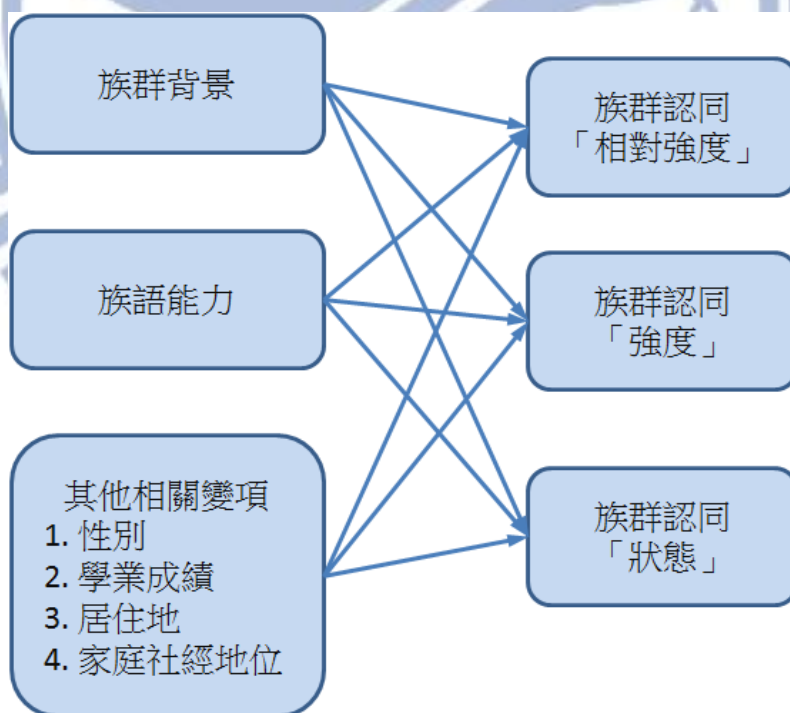 族群背景
族語能力
其他相關變項
1. 性別
2. 學業成績
3. 居住地
4. 家庭社經地位
族群認同
「相對強度」
族群認同
「強度」
族群認同
「狀態」